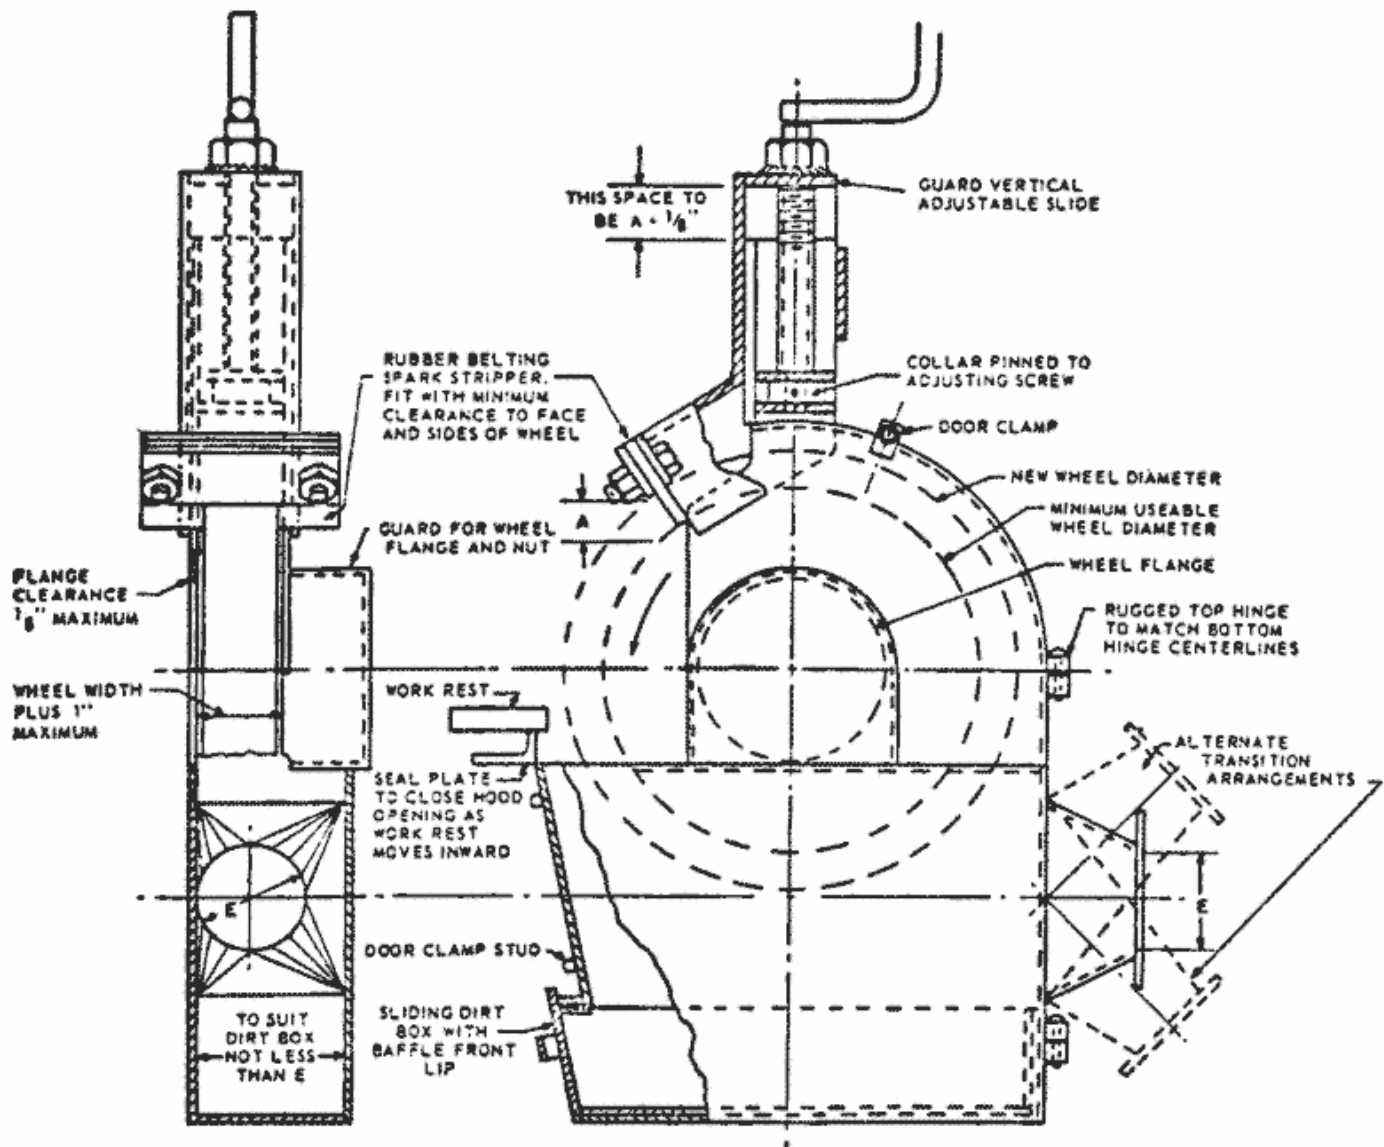 THIS SPACE TO
BE A + 1/8"
GUARD VERTICAL
ADJUSTABLE SLIDE
RUBBER BELTING
SPARK STRIPPER.
FIT WITH MINIMUM
CLEARANCE TO FACE
AND SIDES OF WHEEL
COLLAR PINNED TO
ADJUSTING SCREW
DOOR CLAMP
NEW WHEEL DIAMETER
MINIMUM USEABLE
WHEEL DIAMETER
A
GUARD FOR WHEEL
FLANGE AND NUT
WHEEL FLANGE
FLANGE
CLEARANCE
1/8" MAXIMUM
RUGGED TOP HINGE
TO MATCH BOTTOM
HINGE CENTERLINES
WHEEL WIDTH
PLUS 1"
MAXIMUM
WORK REST
ALTERNATE
TRANSITION
ARRANGEMENTS
SEAL PLATE
TO CLOSE HOOD
OPENING AS
WORK REST
MOVES INWARD
E
E
DOOR CLAMP STUD
SLIDING DIRT
BOX WITH
BAFFLE FRONT
LIP
TO SUIT
DIRT BOX
NOT LESS
THAN E